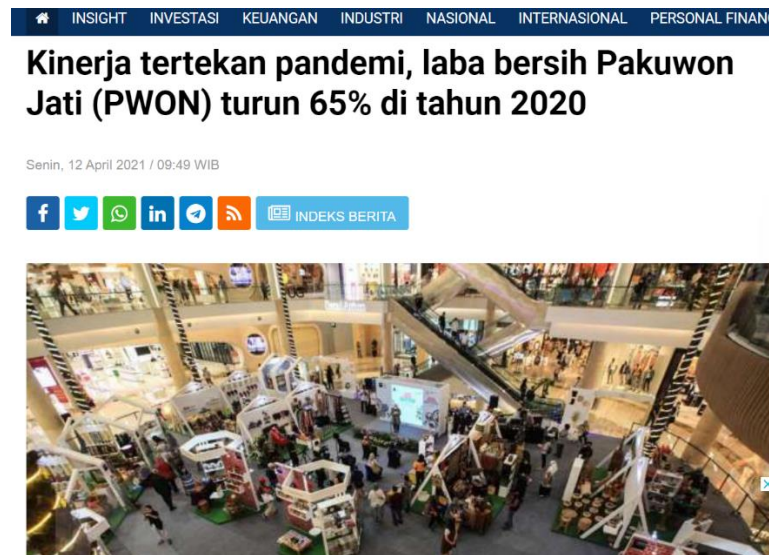 INSIGHT INVESTASI KEUANGAN INDUSTRI NASIONAL INTERNASIONAL PERSONAL
Kinerja tertekan pandemi, laba bersih Pakuwon
Jati (PWON) turun 65% di tahun 2020
Senin, 12 April 2021 / 09:49 WIB
INDEKS BERITA